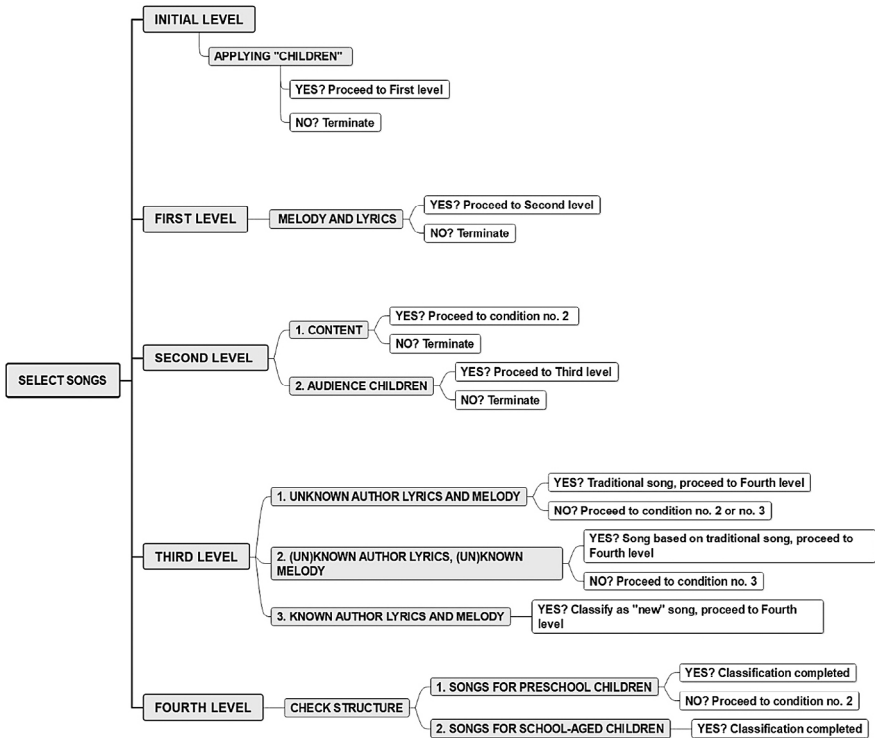 INITIAL LEVEL
APPLYING "CHILDREN"
YES? Proceed to First level
NO? Terminate
FIRST LEVEL
MELODY AND LYRICS
YES? Proceed to Second level
NO? Terminate
SELECT SONGS
SECOND LEVEL
1. CONTENT
YES? Proceed to condition no. 2
NO? Terminate
2. AUDIENCE CHILDREN
YES? Proceed to Third level
NO? Terminate
THIRD LEVEL
1. UNKNOWN AUTHOR LYRICS AND MELODY
YES? Traditional song, proceed to Fourth level
NO? Proceed to condition no. 2 or no. 3
2. (UN)KNOWN AUTHOR LYRICS, (UN)KNOWN
MELODY
YES? Song based on traditional song, proceed to
Fourth level
NO? Proceed to condition no. 3
3. KNOWN AUTHOR LYRICS AND MELODY
YES? Classify as "new" song, proceed to Fourth
level
FOURTH LEVEL
CHECK STRUCTURE
1. SONGS FOR PRESCHOOL CHILDREN
YES? Classification completed
NO? Proceed to condition no. 2
2. SONGS FOR SCHOOL-AGED CHILDREN
YES? Classification completed